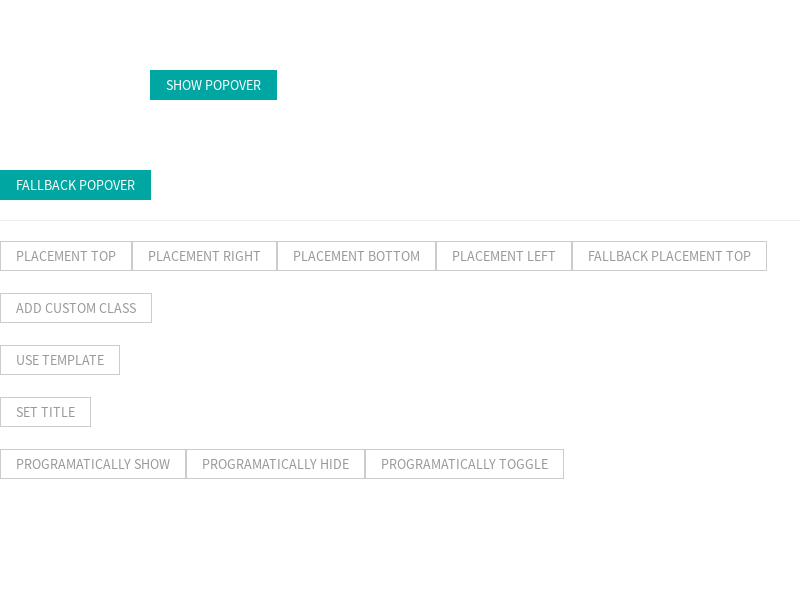 SHOW POPOVER
FALLBACK POPOVER
PLACEMENT TOP PLACEMENT RIGHT PLACEMENT BOTTOM PLACEMENT LEFT FALLBACK PLACEMENT TOP
ADD CUSTOM CLASS
USE TEMPLATE
SET TITLE
PROGRAMATICALLY SHOW PROGRAMATICALLY HIDE PROGRAMATICALLY TOGGLE